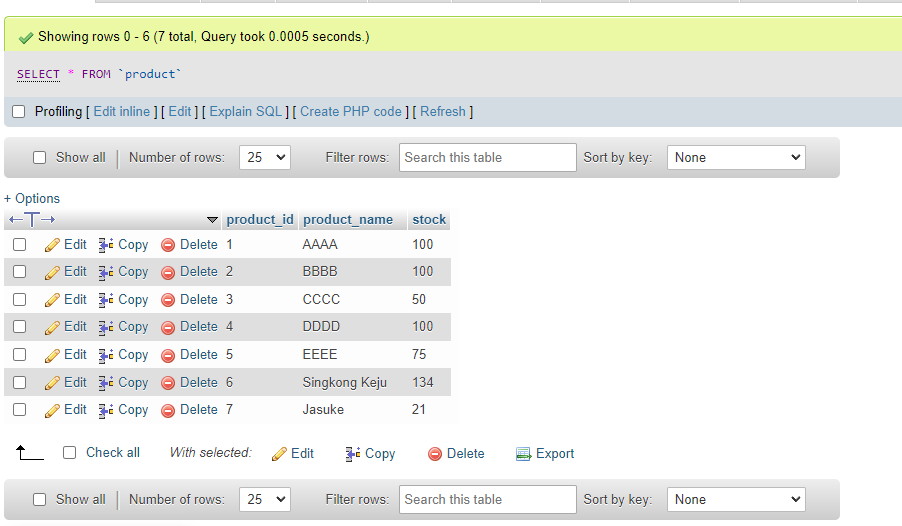 Showing rows 0 - 6 (7 total, Query took 0.0005 seconds.)
SELECT * FROM `product`
Profiling [ Edit inline ] [ Edit ] [ Explain SQL ] [ Create PHP code ] [ Refresh ]
Show all Number of rows: 25 Filter rows: Search this table Sort by key: None
+ Options
product_id product_name stock
Edit Copy Delete 1 AAAA 100
Edit Copy Delete 2 BBBB 100
Edit Copy Delete 3 CCCC 50
Edit Copy Delete 4 DDDD 100
Edit Copy Delete 5 EEEE 75
Edit Copy Delete 6 Singkong Keju 134
Edit Copy Delete 7 Jasuke 21
Check all With selected: Edit Copy Delete Export
Show all Number of rows: 25 Filter rows: Search this table Sort by key: None